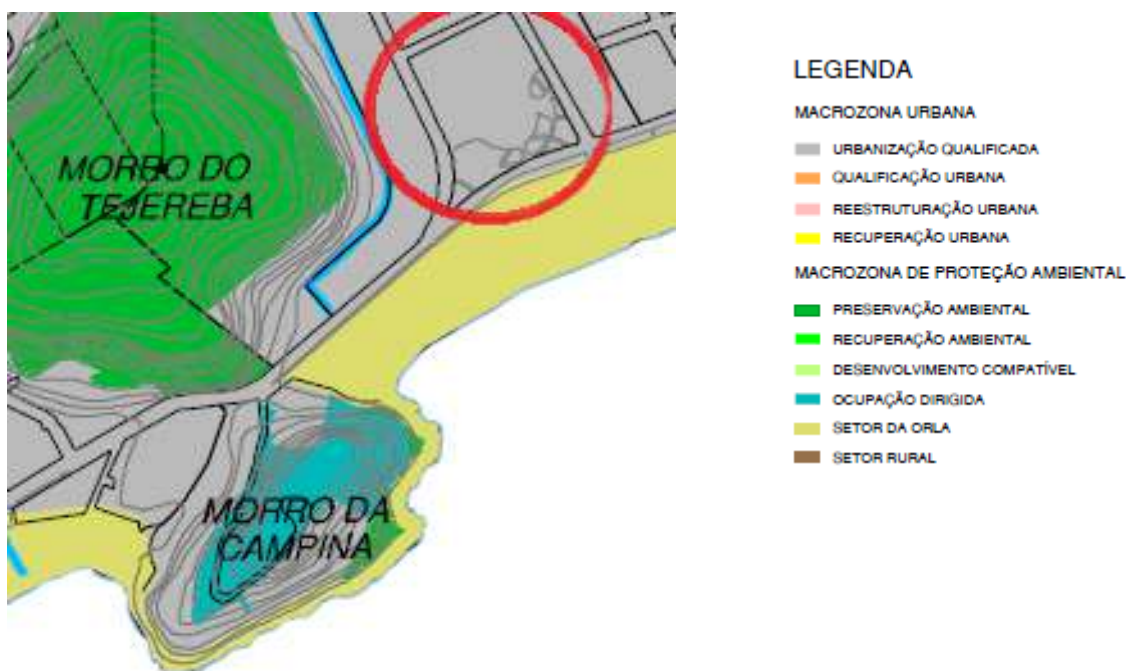 MORRO DO
TEJEREBA
MORRO DA
CAMPINA
LEGENDA
MACROZONA URBANA
URBANIZAÇÃO QUALIFICADA
QUALIFICAÇÃO URBANA
REESTRUTURAÇÃO URBANA
RECUPERAÇÃO URBANA
MACROZONA DE PROTEÇÃO AMBIENTAL
PRESERVAÇÃO AMBIENTAL
RECUPERAÇÃO AMBIENTAL
DESENVOLVIMENTO COMPATÍVEL
OCUPAÇÃO DIRIGIDA
SETOR DA ORLA
SETOR RURAL